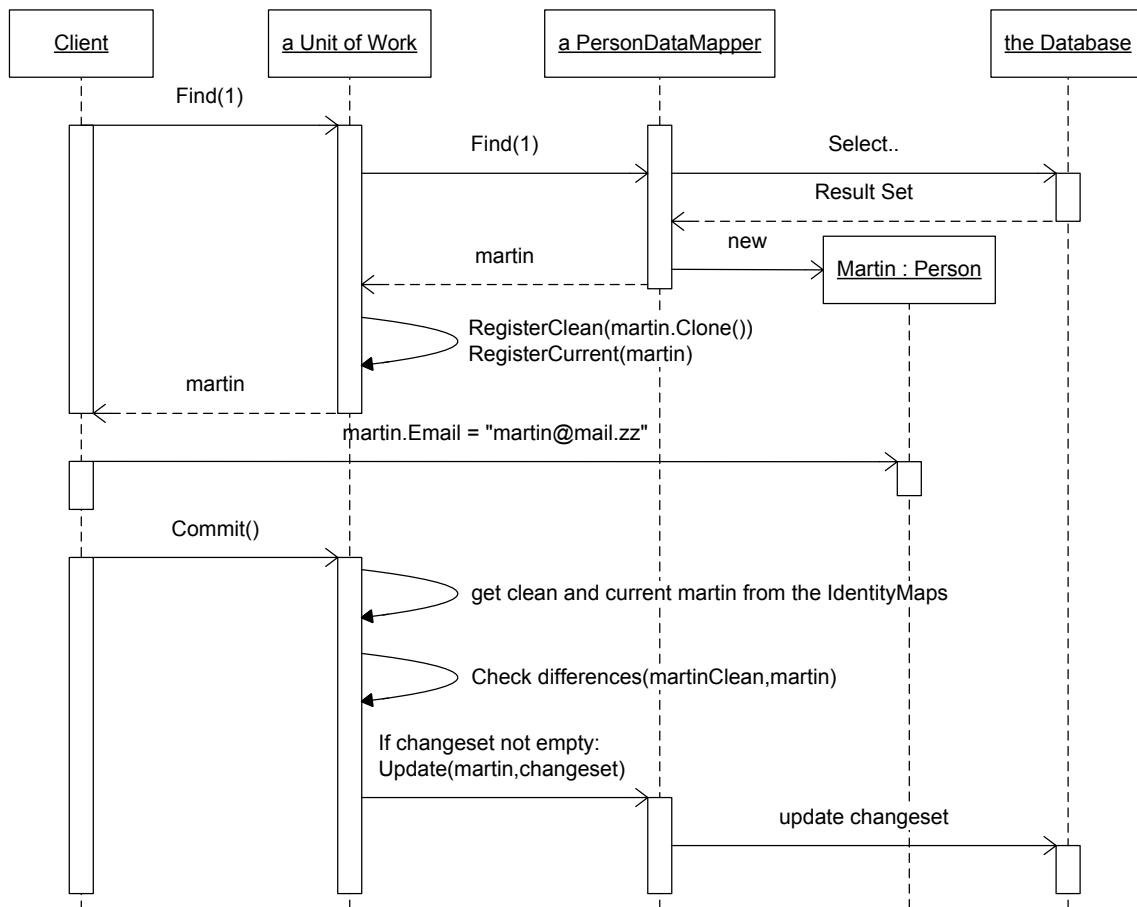 Client
a Unit of Work
a PersonDataMapper
the Database
Find(1)
Find(1)
Select..
Result Set
new
martin
Martin : Person
RegisterClean(martin.Clone())
RegisterCurrent(martin)
martin
martin.Email = "martin@mail.zz"
Commit()
get clean and current martin from the IdentityMaps
Check differences(martinClean,martin)
If changeset not empty:
Update(martin,changeset)
update changeset